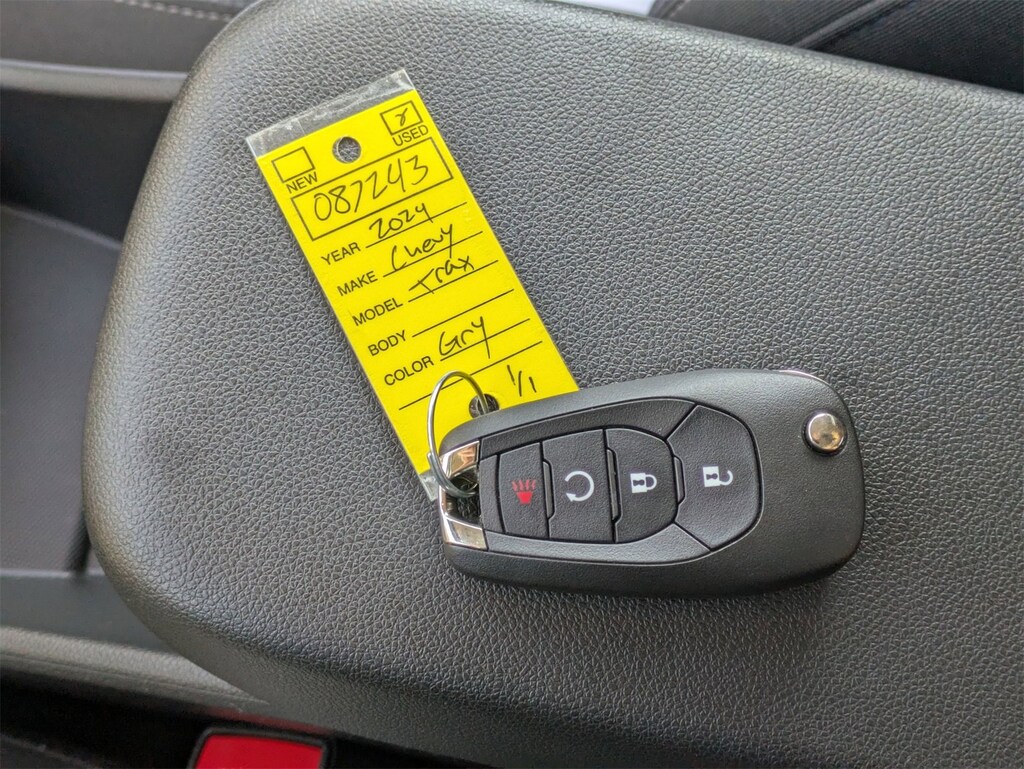 NEW USED
087243
YEAR 2024
MAKE Chevy
MODEL Trax
BODY
COLOR Gry
1/1